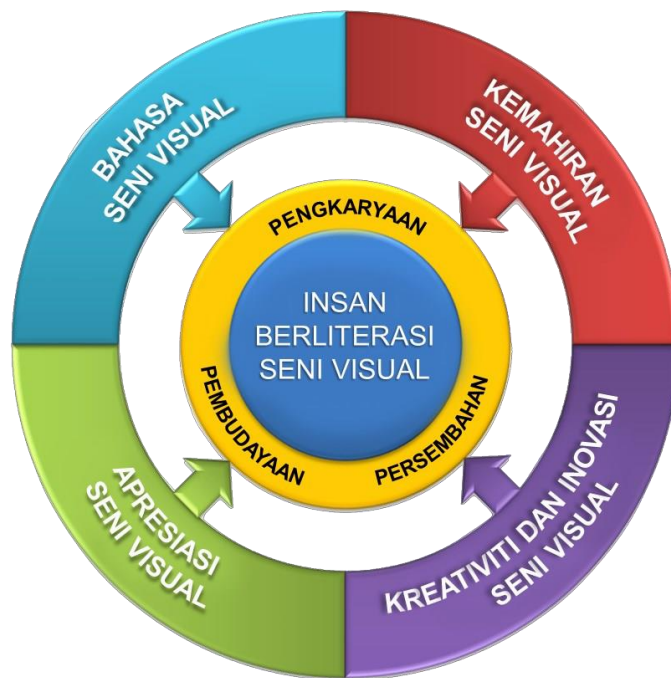 BAHASA
SENI VISUAL
KEMAHIRAN
SENI VISUAL
PENGKARYAAN
INSAN
BERLITERASI
SENI VISUAL
PEMBUDAYAAN
PERSEMBAHAN
APRESIASI
SENI VISUAL
KREATIVITI DAN INOVASI
SENI VISUAL